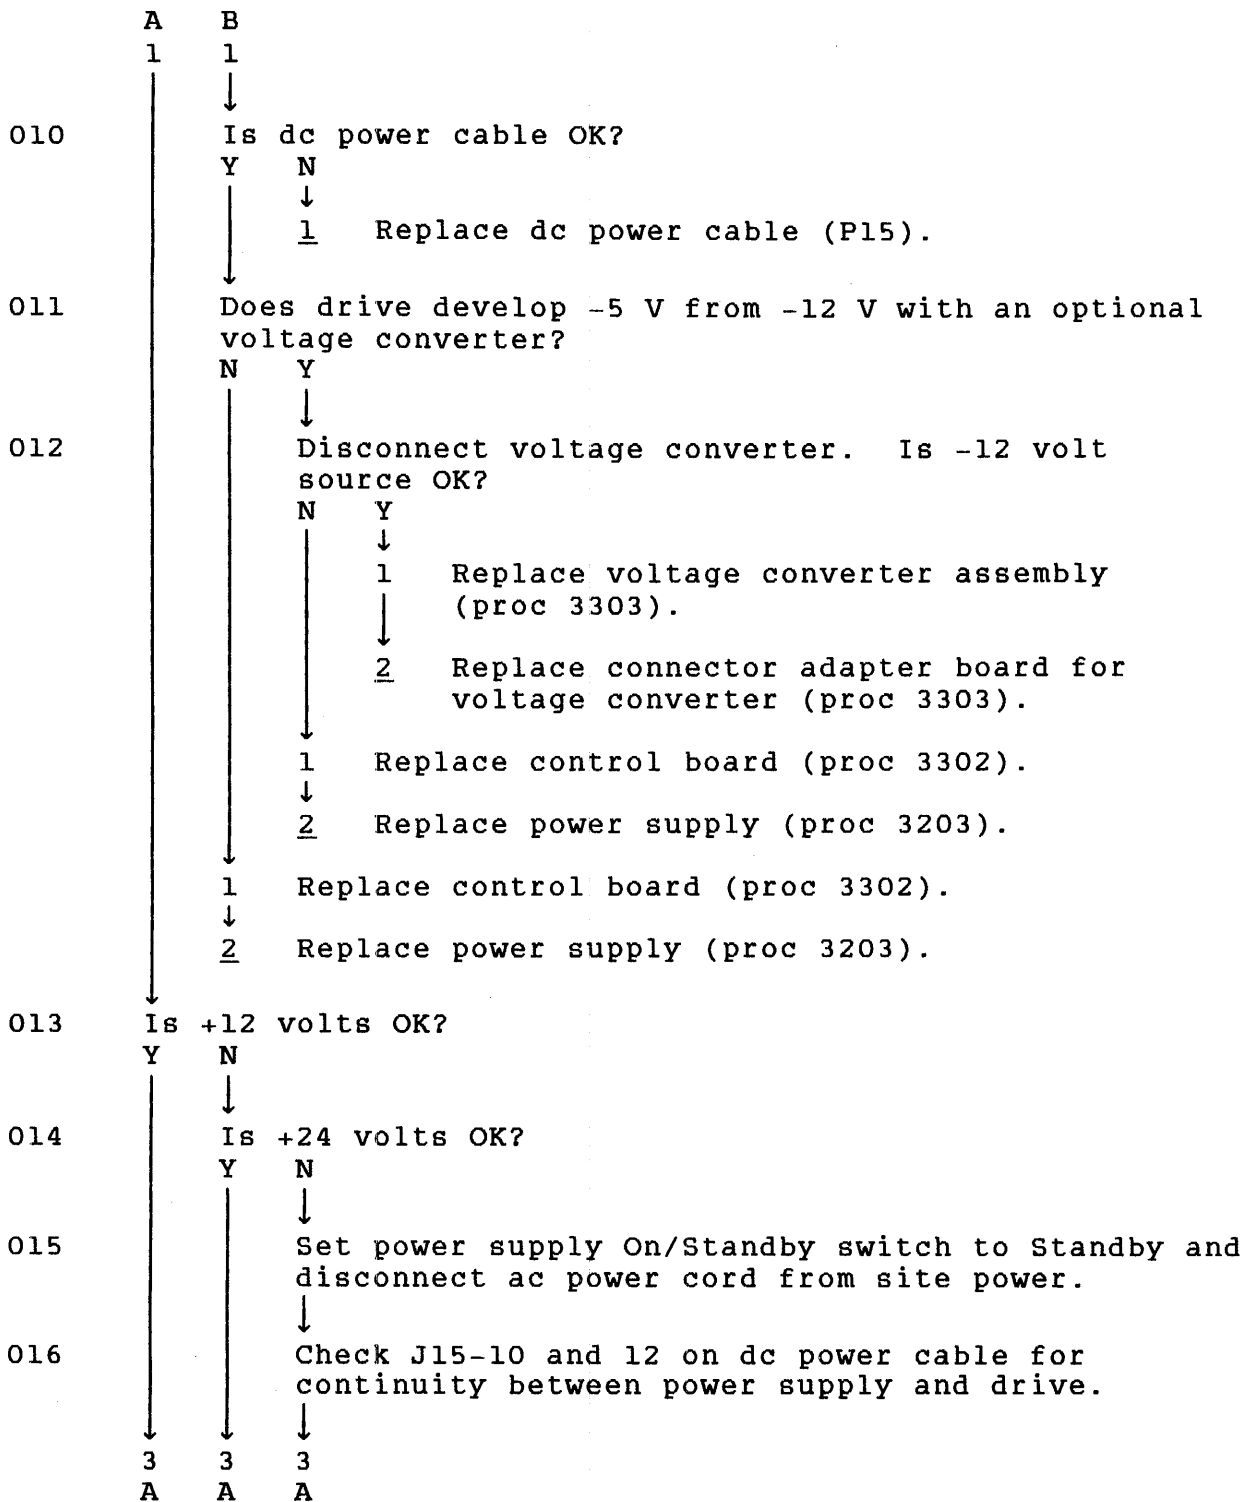 A B
1 1
010 Is dc power cable OK?
Y N
1 Replace dc power cable (P15).
011 Does drive develop -5 V from -12 V with an optional
voltage converter?
N Y
012 Disconnect voltage converter. Is -12 volt
source OK?
N Y
1 Replace voltage converter assembly
(proc 3303).
2 Replace connector adapter board for
voltage converter (proc 3303).
1 Replace control board (proc 3302).
2 Replace power supply (proc 3203).
1 Replace control board (proc 3302).
2 Replace power supply (proc 3203).
013 Is +12 volts OK?
Y N
014 Is +24 volts OK?
Y N
015 Set power supply On/Standby switch to Standby and
disconnect ac power cord from site power.
016 Check J15-10 and 12 on dc power cable for
continuity between power supply and drive.
3 3 3
A A A